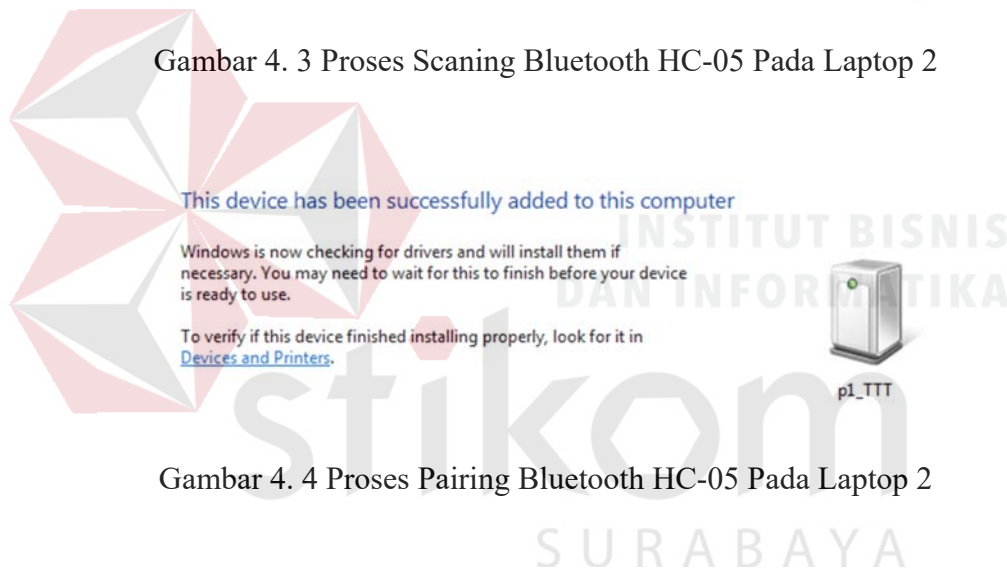 Gambar 4. 3 Proses Scaning Bluetooth HC-05 Pada Laptop 2
This device has been successfully added to this computer
INSTITUT BISNIS
Windows is now checking for drivers and will install them if
necessary. You may need to wait for this to finish before your device
is ready to use.
DAN INFORMATIKA
To verify if this device finished installing properly, look for it in
Devices and Printers.
p1_TTT
stikom
Gambar 4. 4 Proses Pairing Bluetooth HC-05 Pada Laptop 2
SURABAYA